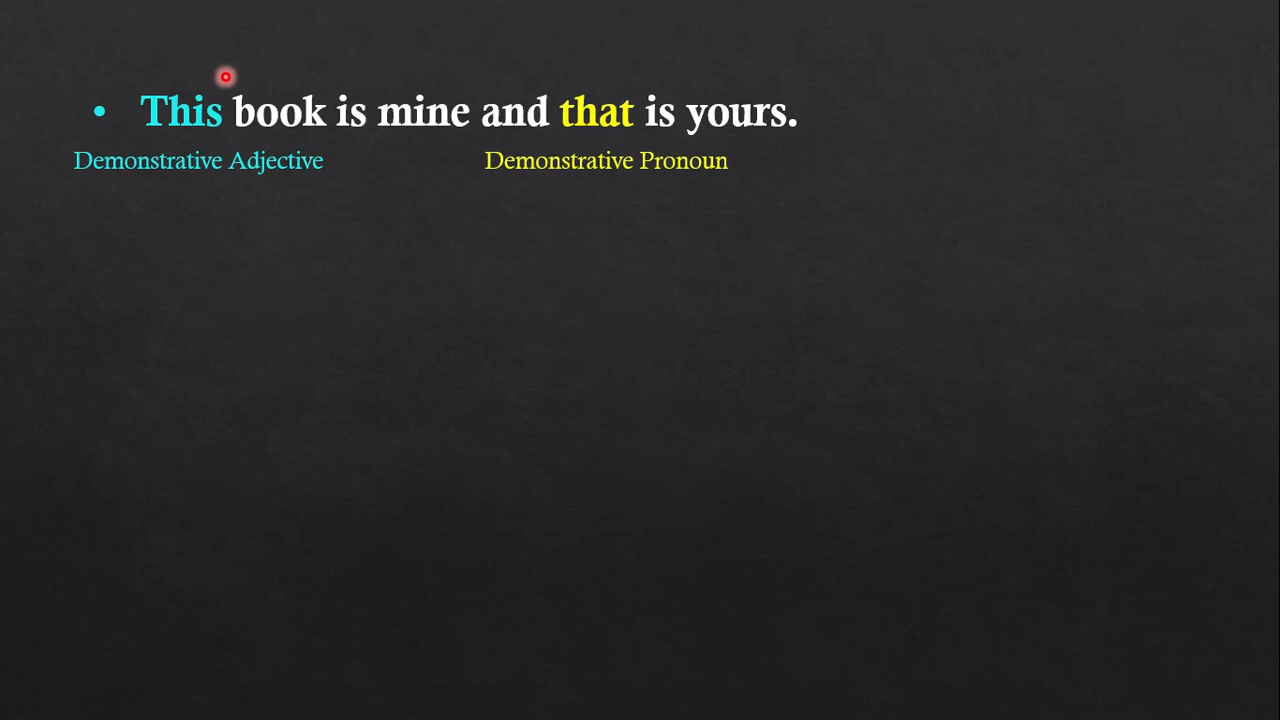 • This book is mine and that is yours.
Demonstrative Adjective Demonstrative Pronoun